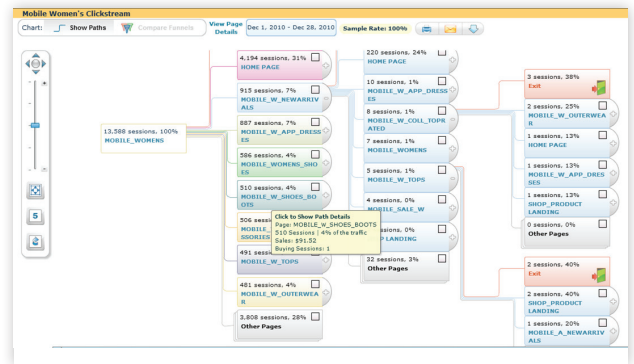 Mobile Women's Clickstream
Chart: Show Paths Compare Funnels View Page Details Dec 1, 2010 - Dec 28, 2010 Sample Rate: 100%
13,588 sessions, 100%
MOBILE_WOMENS
4,194 sessions, 31%
HOME PAGE
915 sessions, 7%
MOBILE_W_NEWARRIV
ALS
887 sessions, 7%
MOBILE_W_APP_DRESS
ES
586 sessions, 4%
MOBILE_WOMENS_SHO
ES
510 sessions, 4%
MOBILE_W_SHOES_BO
OTS
506 sessi
MOBILE_
SSORIES
491 sessi
MOBILE_W_TOPS
481 sessions, 4%
MOBILE_W_OUTERWEA
R
3,808 sessions, 28%
Other Pages
Click to Show Path Details
Page: MOBILE_W_SHOES_BOOTS
510 Sessions | 4% of the traffic
Sales: $91.52
Buying Sessions: 1
220 sessions, 24%
HOME PAGE
10 sessions, 1%
MOBILE_W_APP_DRESS
ES
8 sessions, 1%
MOBILE_W_COLL_TOPR
ATED
7 sessions, 1%
MOBILE_WOMENS
5 sessions, 1%
MOBILE_W_TOPS
4 sessions, 0%
MOBILE_SALE_W
essions, 0%
LANDING
32 sessions, 3%
Other Pages
3 sessions, 38%
Exit
2 sessions, 25%
MOBILE_W_OUTERWEA
R
1 sessions, 13%
HOME PAGE
1 sessions, 13%
MOBILE_W_APP_DRES
SES
1 sessions, 13%
SHOP_PRODUCT
LANDING
0 sessions, 0%
Other Pages
2 sessions, 40%
Exit
2 sessions, 40%
SHOP_PRODUCT
LANDING
1 sessions, 20%
MOBILE_A_NEWARRIV
ALS
5